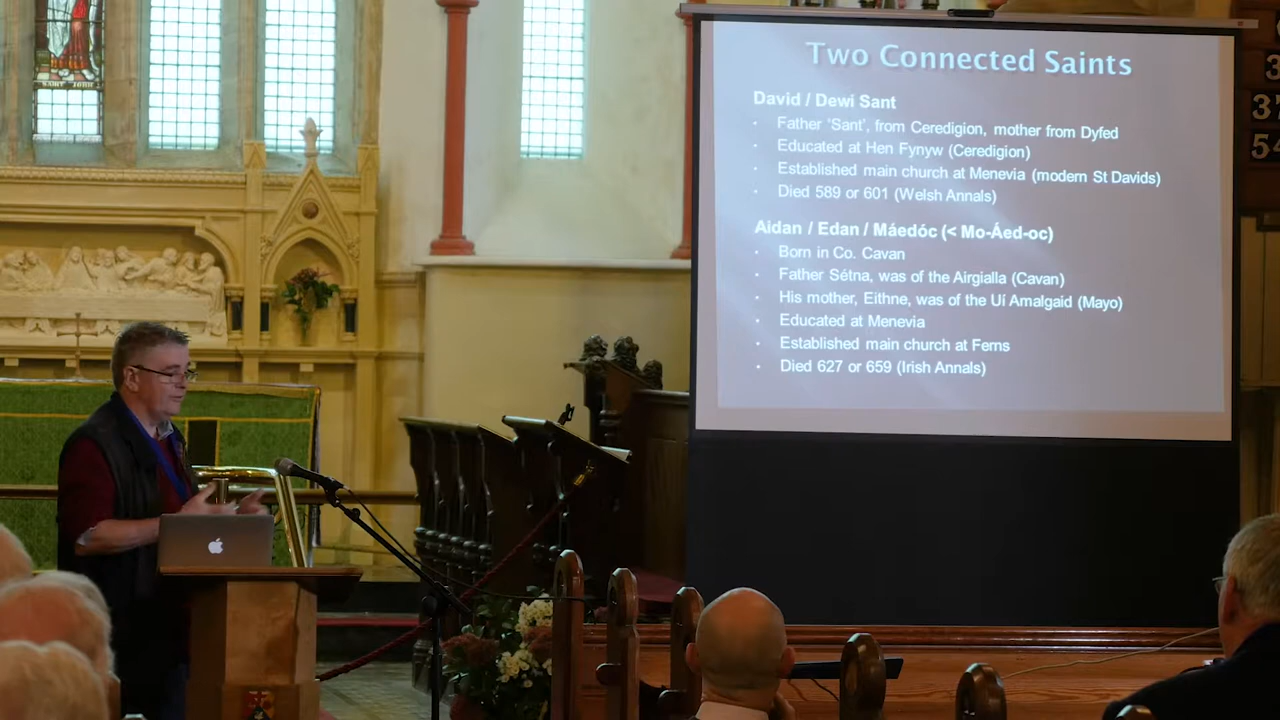 SAINT JOHN
Two Connected Saints
David / Dewi Sant
• Father ‘Sant’, from Ceredigion, mother from Dyfed
• Educated at Hen Fynyw (Ceredigion)
• Established main church at Menevia (modern St Davids)
• Died 589 or 601 (Welsh Annals)
Aidan / Edan / Máedóc (< Mo-Áed-oc)
• Born in Co. Cavan
• Father Sétna, was of the Airgialla (Cavan)
• His mother, Eithne, was of the Uí Amalgaid (Mayo)
• Educated at Menevia
• Established main church at Ferns
• Died 627 or 659 (Irish Annals)